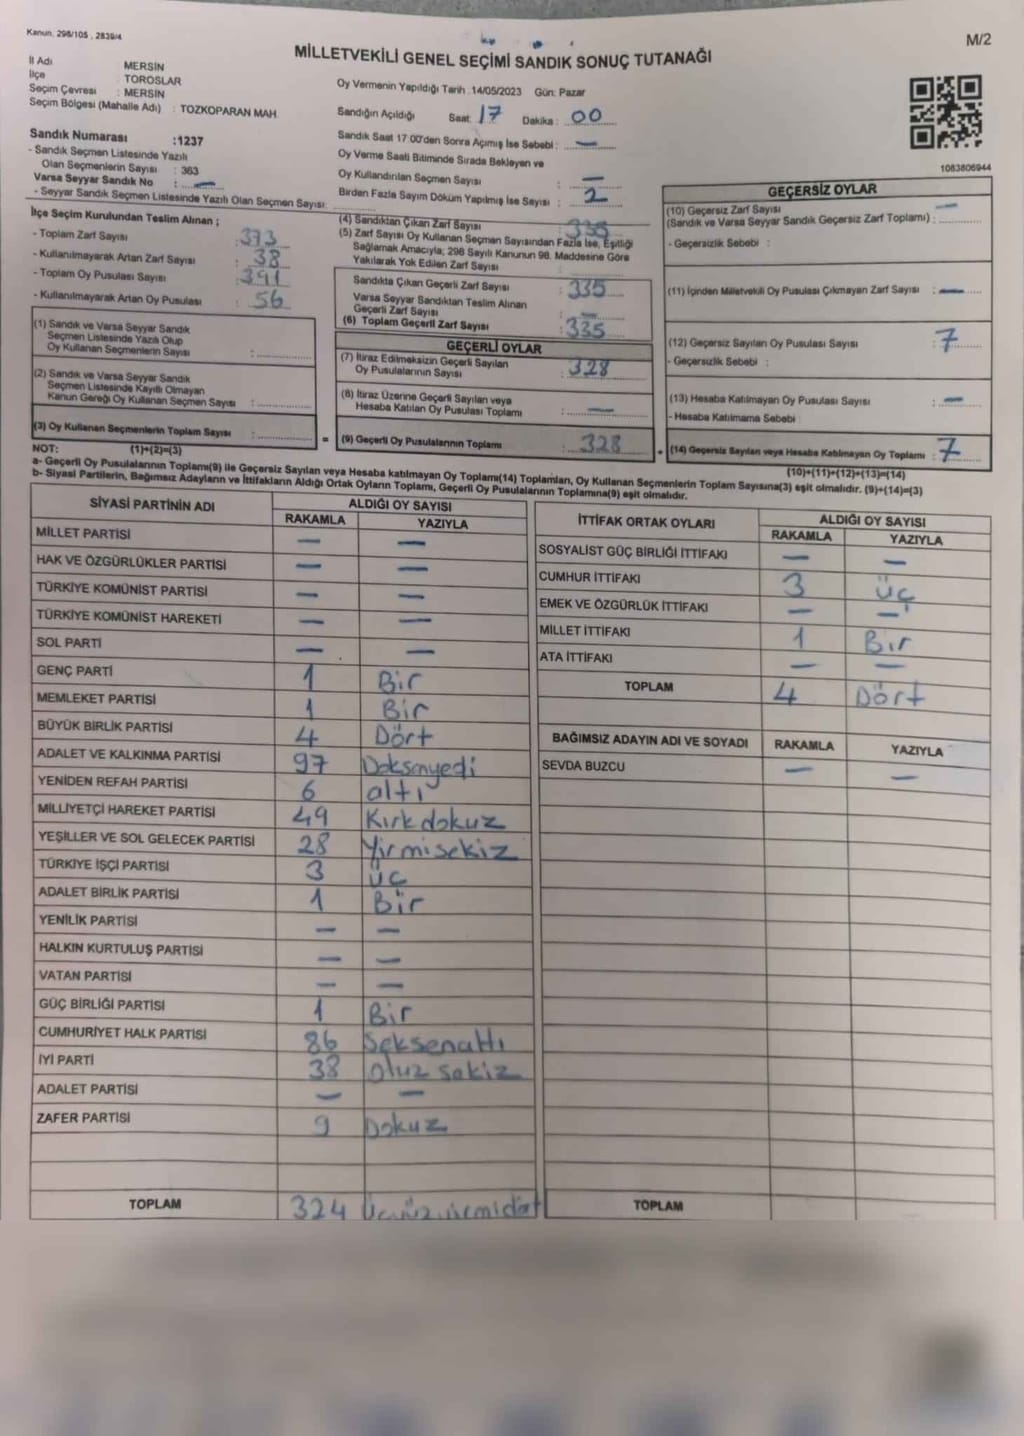 Kanun. 298/105 , 2839/4
M/2
MİLLETVEKİLİ GENEL SEÇİMİ SANDIK SONUÇ TUTANAĞI
İl Adı MERSİN
İlçe : TOROSLAR
Seçim Çevresi : MERSİN
Seçim Bölgesi (Mahalle Adı) : TOZKOPARAN MAH.
Sandık Numarası :1237
- Sandık Seçmen Listesinde Yazılı
Olan Seçmenlerin Sayısı : 363
Varsa Seyyar Sandık No : —
- Seyyar Sandık Seçmen Listesinde Yazılı Olan Seçmen Sayısı:
Oy Vermenin Yapıldığı Tarih :14/05/2023 Gün: Pazar
Sandığın Açıldığı Saat: 17 Dakika : 00
Sandık Saat 17:00'den Sonra Açımış İse Sebebi : —
Oy Verme Saati Bitiminde Sırada Bekleyen ve
Oy Kullandırılan Seçmen Sayısı : —
Birden Fazla Sayım Döküm Yapılmış İse Sayısı : 2
1083806944
İlçe Seçim Kurulundan Teslim Alınan ;
- Toplam Zarf Sayısı : 373
- Kullanılmayarak Artan Zarf Sayısı : 38
- Toplam Oy Pusulası Sayısı : 391
- Kullanılmayarak Artan Oy Pusulası : 56
(1) Sandık ve Varsa Seyyar Sandık
Seçmen Listesinde Yazılı Olup
Oy Kullanan Seçmenlerin Sayısı :
(2) Sandık ve Varsa Seyyar Sandık
Seçmen Listesinde Kayıtlı Olmayan
Kanun Gereği Oy Kullanan Seçmen Sayısı :
(3) Oy Kullanan Seçmenlerin Toplam Sayısı :
(4) Sandıktan Çıkan Zarf Sayısı : 335
(5) Zarf Sayısı Oy Kullanan Seçmen Sayısından Fazla İse, Eşitliği
Sağlamak Amacıyla; 298 Sayılı Kanunun 98. Maddesine Göre
Yakılarak Yok Edilen Zarf Sayısı
Sandıkta Çıkan Geçerli Zarf Sayısı : 335
Varsa Seyyar Sandıktan Teslim Alınan
Geçerli Zarf Sayısı : —
(6) Toplam Geçerli Zarf Sayısı : 335
GEÇERLİ OYLAR
(7) İtiraz Edilmeksizin Geçerli Sayılan
Oy Pusulalarının Sayısı : 328
(8) İtiraz Üzerine Geçerli Sayılan veya
Hesaba Katılan Oy Pusulası Toplamı : —
= (9) Geçerli Oy Pusulalarının Toplamı : 328
GEÇERSİZ OYLAR
(10) Geçersiz Zarf Sayısı —
(Sandık ve Varsa Seyyar Sandık Geçersiz Zarf Toplamı) :
- Geçersizlik Sebebi :
(11) İçinden Milletvekili Oy Pusulası Çıkmayan Zarf Sayısı : —
(12) Geçersiz Sayılan Oy Pusulası Sayısı : 7
- Geçersizlik Sebebi :
(13) Hesaba Katılmayan Oy Pusulası Sayısı : —
- Hesaba Katılmama Sebebi :
+ (14) Geçersiz Sayılan veya Hesaba Katılmayan Oy Toplamı : 7
NOT: (1)+(2)=(3) (10)+(11)+(12)+(13)=(14)
a- Geçerli Oy Pusulalarının Toplamı(9) ile Geçersiz Sayılan veya Hesaba katılmayan Oy Toplamı(14) Toplamları, Oy Kullanan Seçmenlerin Toplam Sayısına(3) eşit olmalıdır. (9)+(14)=(3)
b- Siyasi Partilerin, Bağımsız Adayların ve İttifakların Aldığı Ortak Oyların Toplamı, Geçerli Oy Pusulalarının Toplamına(9) eşit olmalıdır.
SİYASİ PARTİNİN ADI ALDIĞI OY SAYISI
RAKAMLA YAZIYLA
MİLLET PARTİSİ — —
HAK VE ÖZGÜRLÜKLER PARTİSİ — —
TÜRKİYE KOMÜNİST PARTİSİ — —
TÜRKİYE KOMÜNİST HAREKETİ — —
SOL PARTİ — —
GENÇ PARTİ 1 Bir
MEMLEKET PARTİSİ 1 Bir
BÜYÜK BİRLİK PARTİSİ 4 Dört
ADALET VE KALKINMA PARTİSİ 97 Doksanyedi
YENİDEN REFAH PARTİSİ 6 altı
MİLLİYETÇİ HAREKET PARTİSİ 49 Kırkdokuz
YEŞİLLER VE SOL GELECEK PARTİSİ 28 Yirmisekiz
TÜRKİYE İŞÇİ PARTİSİ 3 üç
ADALET BİRLİK PARTİSİ 1 Bir
YENİLİK PARTİSİ — —
HALKIN KURTULUŞ PARTİSİ — —
VATAN PARTİSİ — —
GÜÇ BİRLİĞİ PARTİSİ 1 Bir
CUMHURİYET HALK PARTİSİ 86 Seksenaltı
İYİ PARTİ 38 Otuz sekiz
ADALET PARTİSİ — —
ZAFER PARTİSİ 9 Dokuz
TOPLAM 324 Üçyüzyirmidört
İTTİFAK ORTAK OYLARI ALDIĞI OY SAYISI
RAKAMLA YAZIYLA
SOSYALİST GÜÇ BİRLİĞİ İTTİFAKI — —
CUMHUR İTTİFAKI 3 üç
EMEK VE ÖZGÜRLÜK İTTİFAKI — —
MİLLET İTTİFAKI 1 Bir
ATA İTTİFAKI — —
TOPLAM 4 Dört
BAĞIMSIZ ADAYIN ADI VE SOYADI RAKAMLA YAZIYLA
SEVDA BUZCU — —
TOPLAM